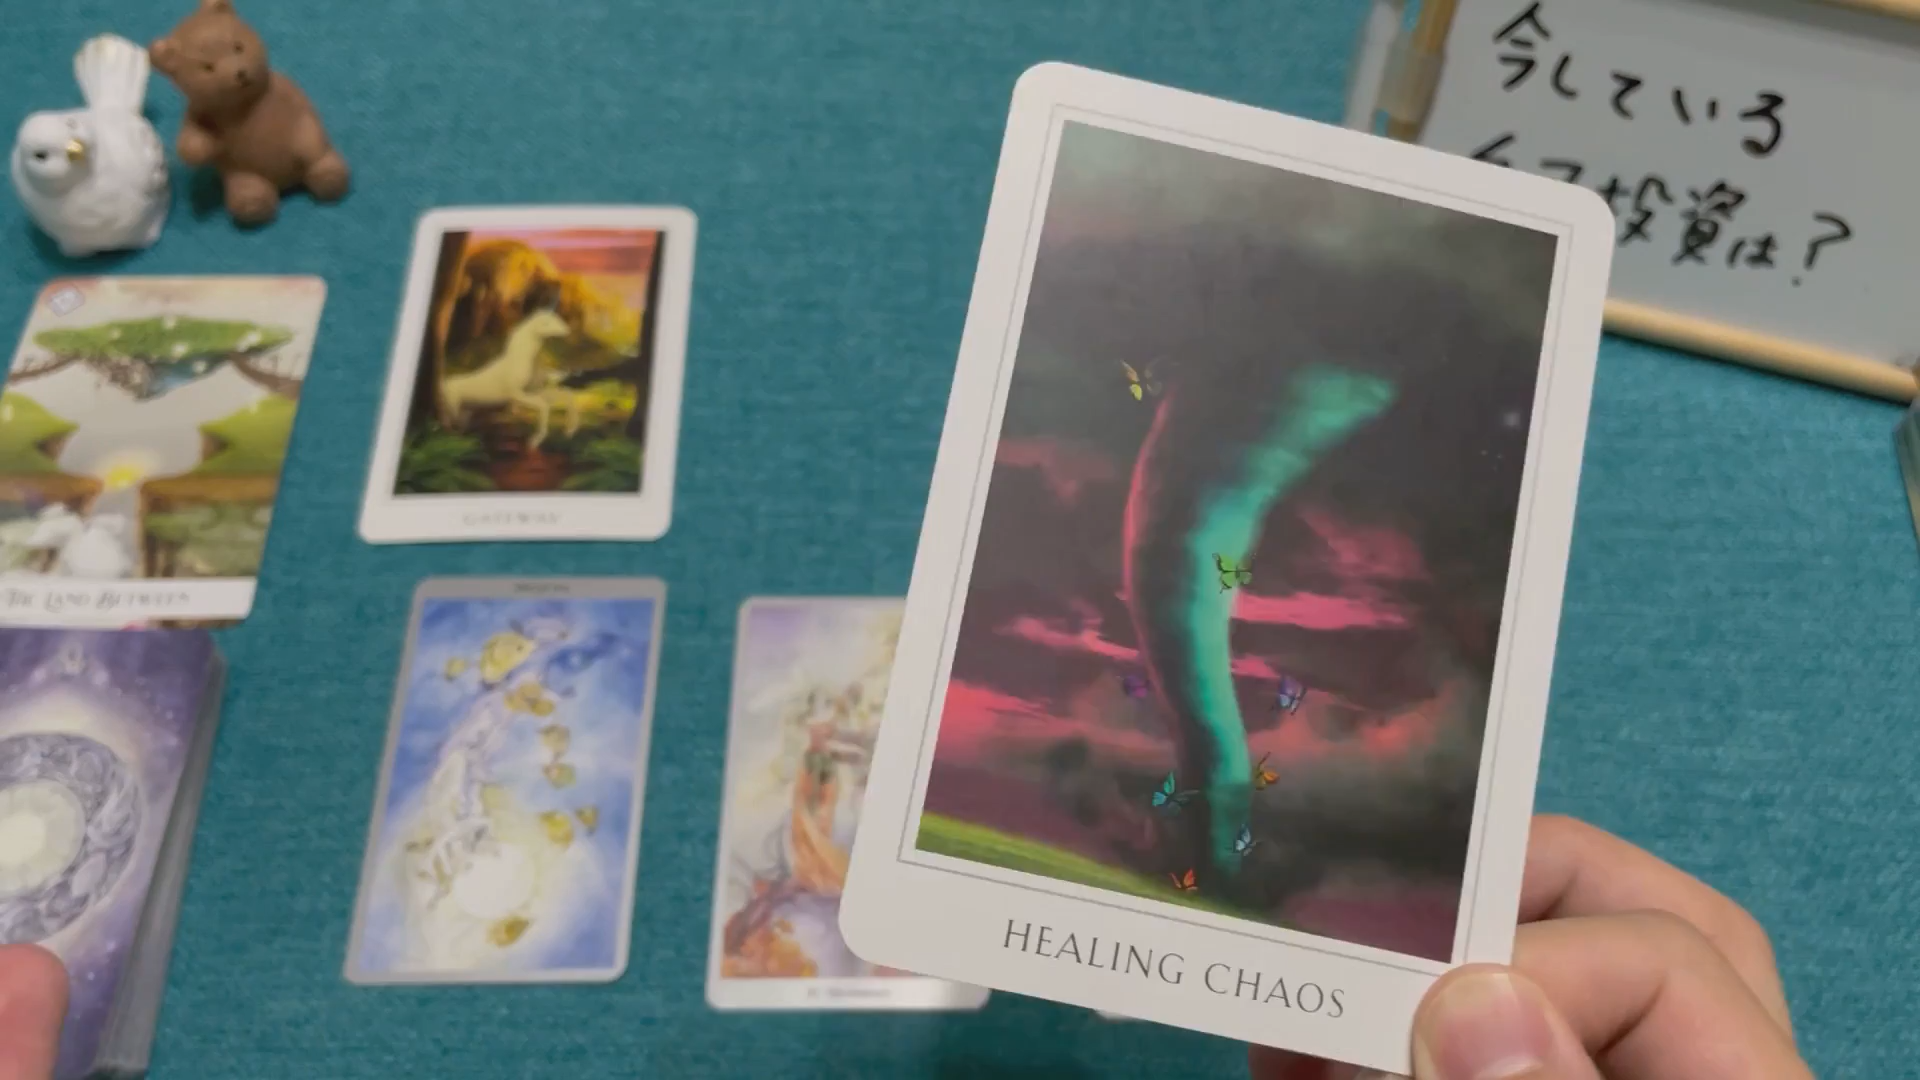 今している
投資は?
GATEWAY
THE LAND BETWEEN
HEALING CHAOS